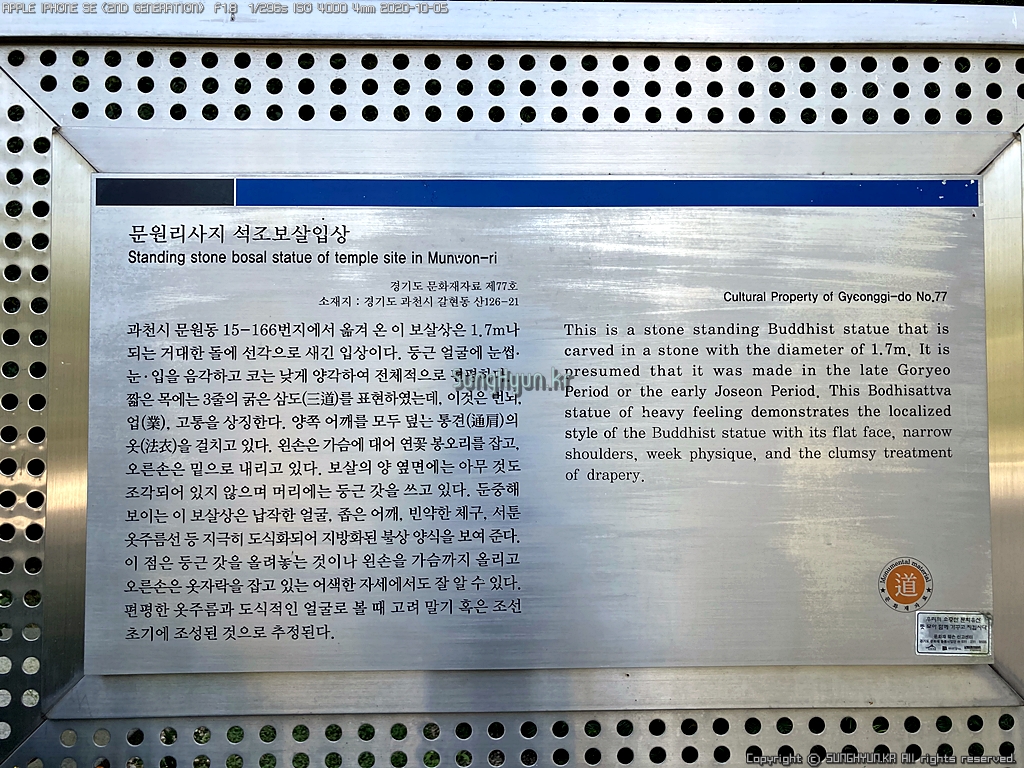 APPLE IPHONE SE (2ND GENERATION) F1.8 1/296s ISO 4000 4mm 2020-10-05
문원리사지 석조보살입상
Standing stone bosal statue of temple site in Munwon-ri
경기도 문화재자료 제77호
소재지 : 경기도 과천시 갈현동 산126-21
과천시 문원동 15-166번지에서 옮겨 온 이 보살상은 1.7m나
되는 거대한 돌에 선각으로 새긴 입상이다. 둥근 얼굴에 눈썹·
눈·입을 음각하고 코는 낮게 양각하여 전체적으로
짧은 목에는 3줄의 굵은 삼도(三道)를 표현하였는데, 이것은 번뇌,
업(業), 고통을 상징한다. 양쪽 어깨를 모두 덮는 통견(通肩)의
옷(法衣)을 걸치고 있다. 왼손은 가슴에 대어 연꽃 봉오리를 잡고,
오른손은 밑으로 내리고 있다. 보살의 양 옆면에는 아무 것도
조각되어 있지 않으며 머리에는 둥근 갓을 쓰고 있다. 둔중해
보이는 이 보살상은 납작한 얼굴, 좁은 어깨, 빈약한 체구, 서툰
옷주름선 등 지극히 도식화되어 지방화된 불상 양식을 보여 준다.
이 점은 둥근 갓을 올려놓는 것이나 왼손을 가슴까지 올리고
오른손은 옷자락을 잡고 있는 어색한 자세에서도 잘 알 수 있다.
편평한 옷주름과 도식적인 얼굴로 볼 때 고려 말기 혹은 조선
초기에 조성된 것으로 추정된다.
Cultural Property of Gyconggi-do No.77
This is a stone standing Buddhist statue that is
carved in a stone with the diameter of 1.7m. It is
presumed that it was made in the late Goryeo
Period or the early Joseon Period. This Bodhisattva
statue of heavy feeling demonstrates the localized
style of the Buddhist statue with its flat face, narrow
shoulders, week physique, and the clumsy treatment
of drapery.
SungHyun.kr
Monumental material
道
문화재자료
우리의 소중한 문화유산
Copyright ⓒ SUNGHYUN.KR All rights reserved.